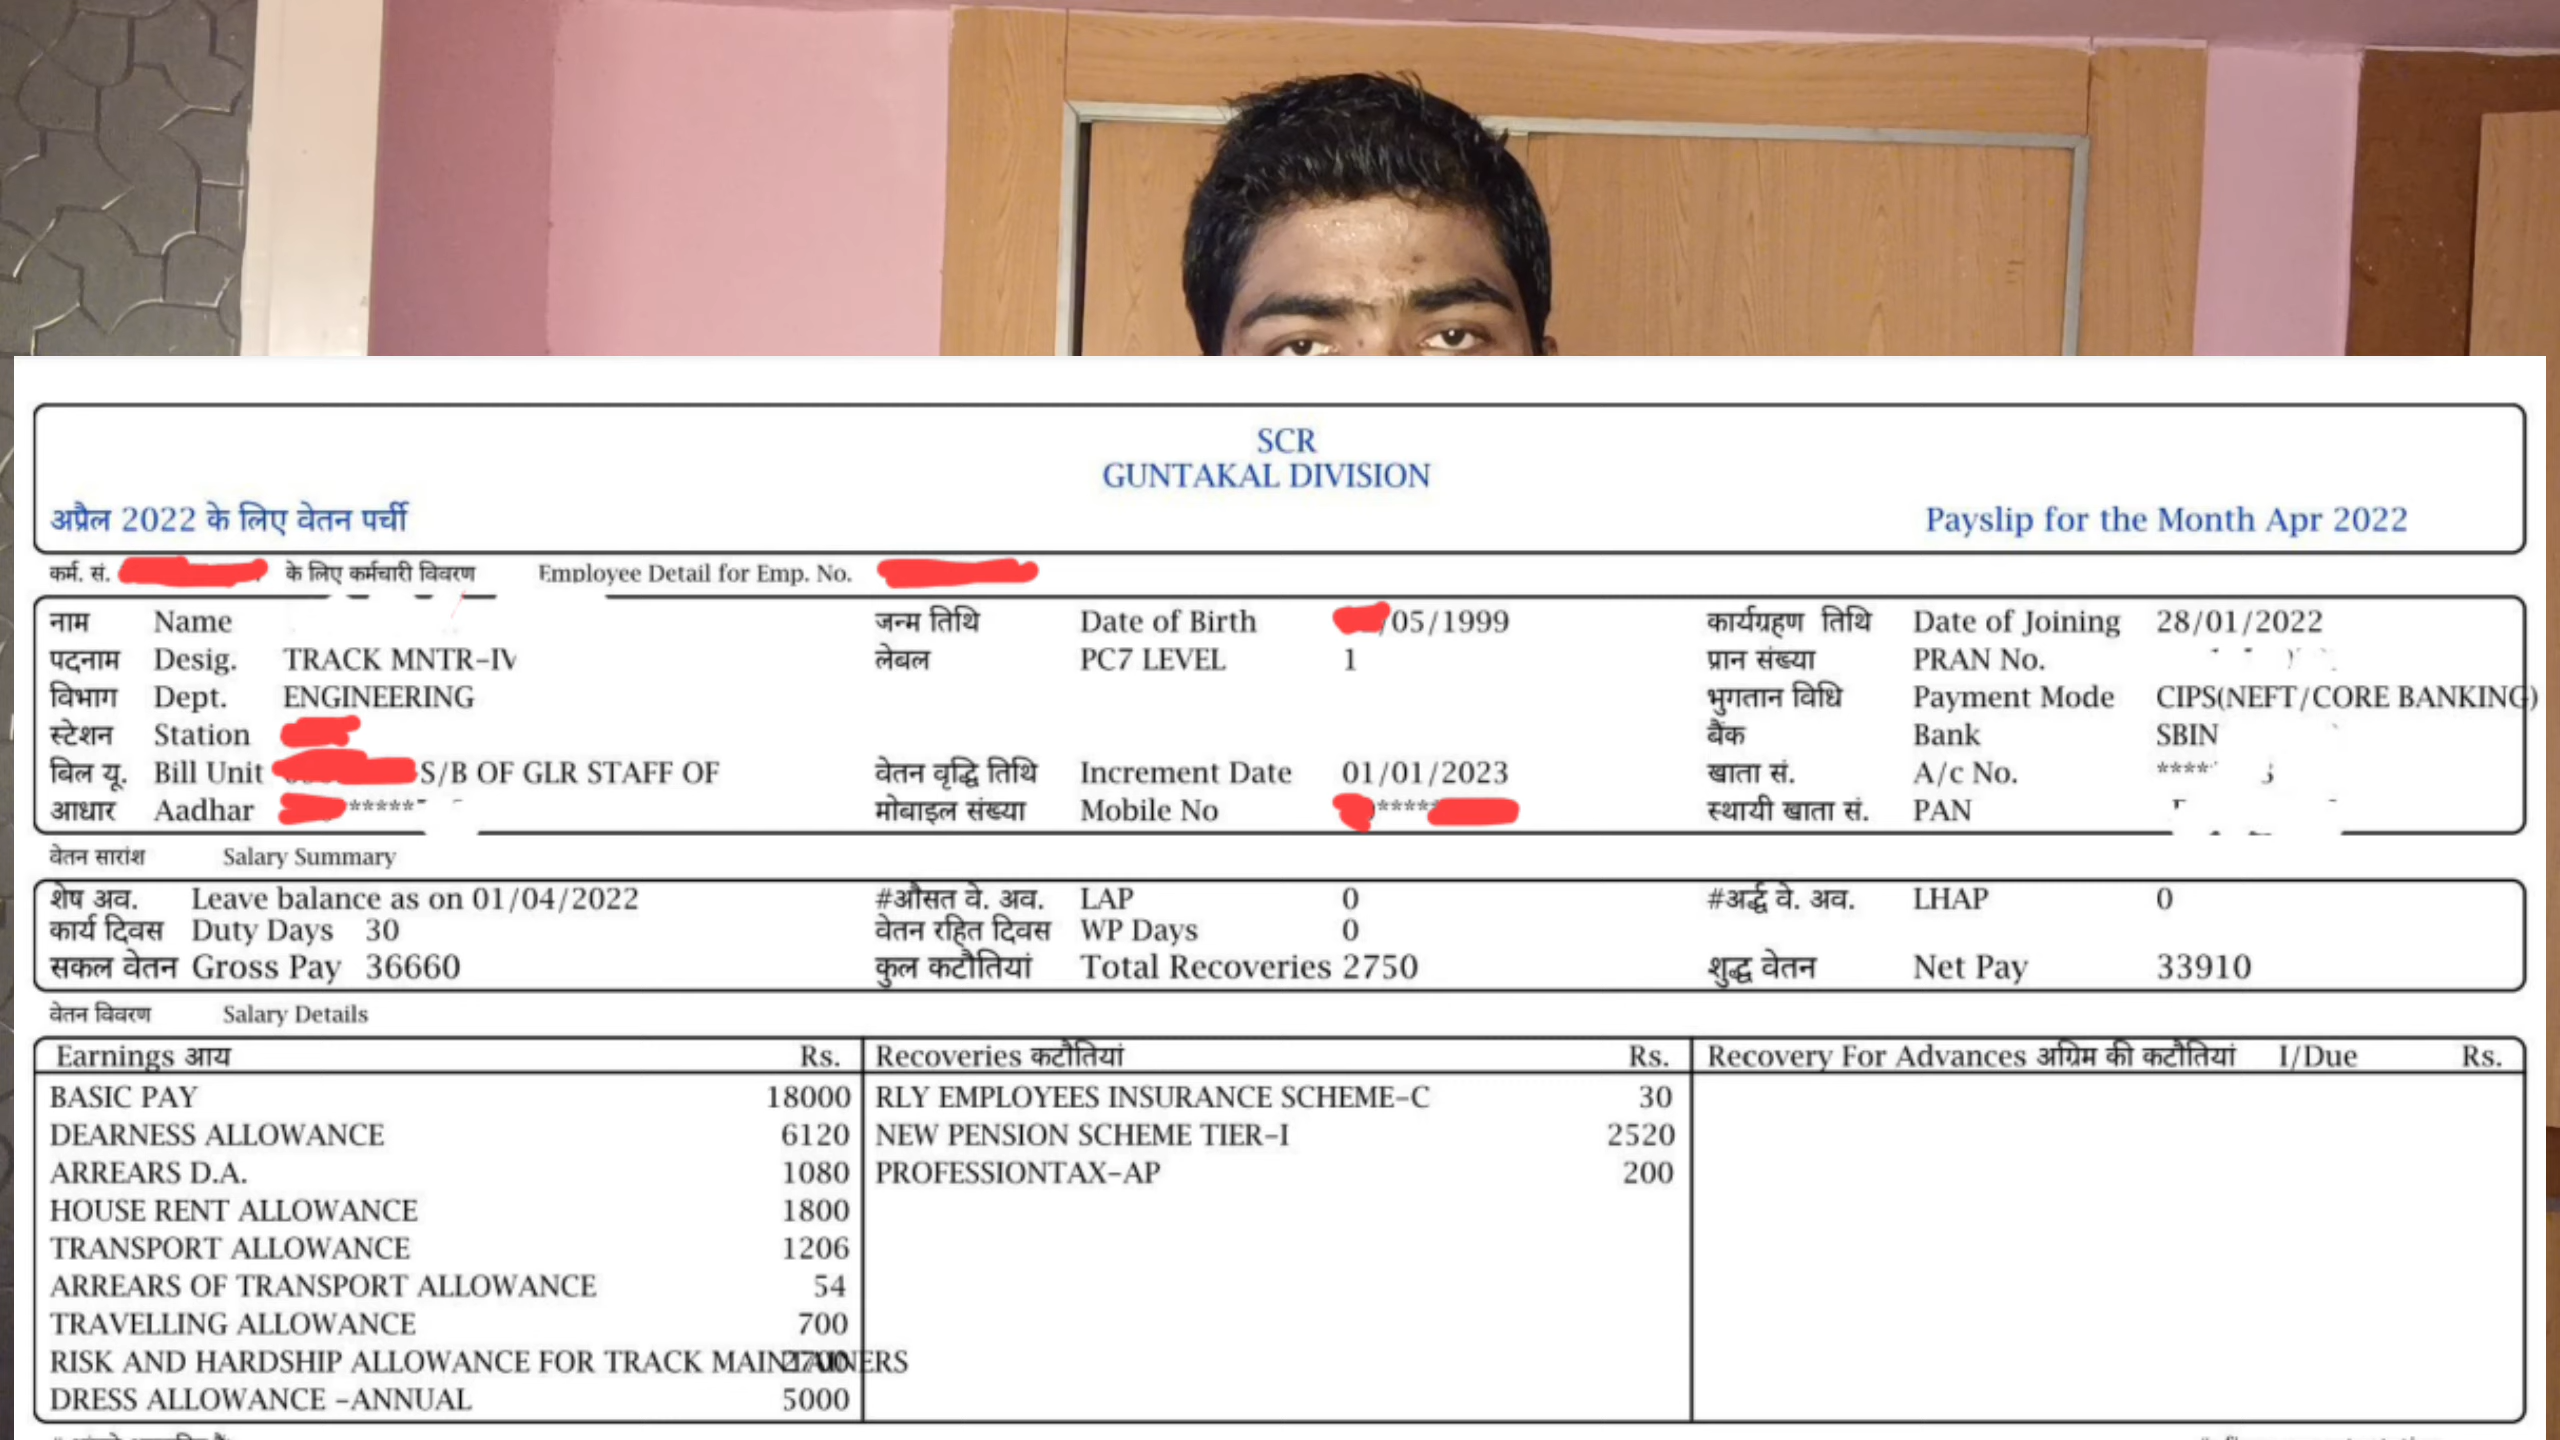 SCR
GUNTAKAL DIVISION
अप्रैल 2022 के लिए वेतन पर्ची Payslip for the Month Apr 2022
कर्म. सं. के लिए कर्मचारी विवरण Employee Detail for Emp. No.
नाम Name जन्म तिथि Date of Birth /05/1999 कार्यग्रहण तिथि Date of Joining 28/01/2022
पदनाम Desig. TRACK MNTR-IV लेबल PC7 LEVEL 1 प्रान संख्या PRAN No.
विभाग Dept. ENGINEERING भुगतान विधि Payment Mode CIPS(NEFT/CORE BANKING)
स्टेशन Station बैंक Bank SBIN
बिल यू. Bill Unit S/B OF GLR STAFF OF वेतन वृद्धि तिथि Increment Date 01/01/2023 खाता सं. A/c No. ****
आधार Aadhar ***** मोबाइल संख्या Mobile No ***** स्थायी खाता सं. PAN
वेतन सारांश Salary Summary
शेष अव. Leave balance as on 01/04/2022 #औसत वे. अव. LAP 0 #अर्द्ध वे. अव. LHAP 0
कार्य दिवस Duty Days 30 वेतन रहित दिवस WP Days 0
सकल वेतन Gross Pay 36660 कुल कटौतियां Total Recoveries 2750 शुद्ध वेतन Net Pay 33910
वेतन विवरण Salary Details
Earnings आय Rs. Recoveries कटौतियां Rs. Recovery For Advances अग्रिम की कटौतियां I/Due Rs.
BASIC PAY 18000 RLY EMPLOYEES INSURANCE SCHEME-C 30
DEARNESS ALLOWANCE 6120 NEW PENSION SCHEME TIER-I 2520
ARREARS D.A. 1080 PROFESSIONTAX-AP 200
HOUSE RENT ALLOWANCE 1800
TRANSPORT ALLOWANCE 1206
ARREARS OF TRANSPORT ALLOWANCE 54
TRAVELLING ALLOWANCE 700
RISK AND HARDSHIP ALLOWANCE FOR TRACK MAINTAINERS 2700
DRESS ALLOWANCE -ANNUAL 5000